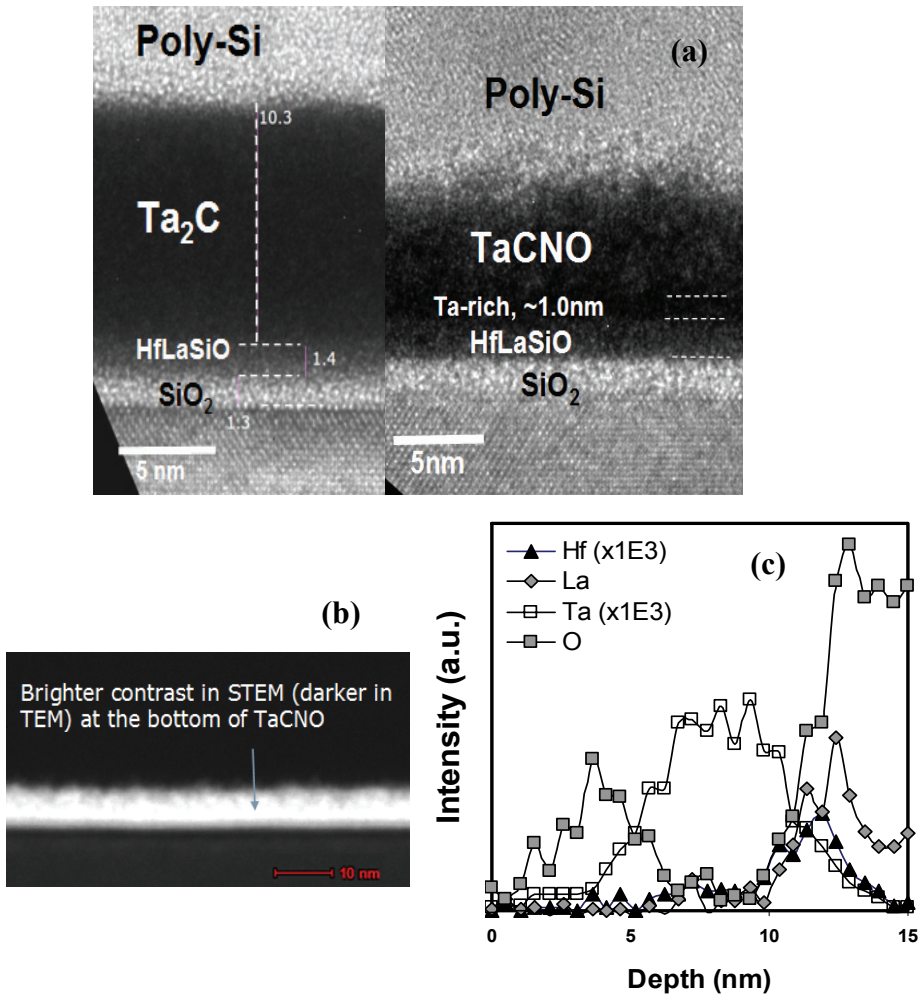 Poly-Si
10.3
Ta₂C
HfLaSiO
1.4
SiO₂
1.3
5 nm
(a)
Poly-Si
TaCNO
Ta-rich, ~1.0nm
HfLaSiO
SiO₂
5nm
(b)
Brighter contrast in STEM (darker in
TEM) at the bottom of TaCNO
10 nm
(c)
Hf (x1E3)
La
Ta (x1E3)
O
Intensity (a.u.)
0 5 10 15
Depth (nm)